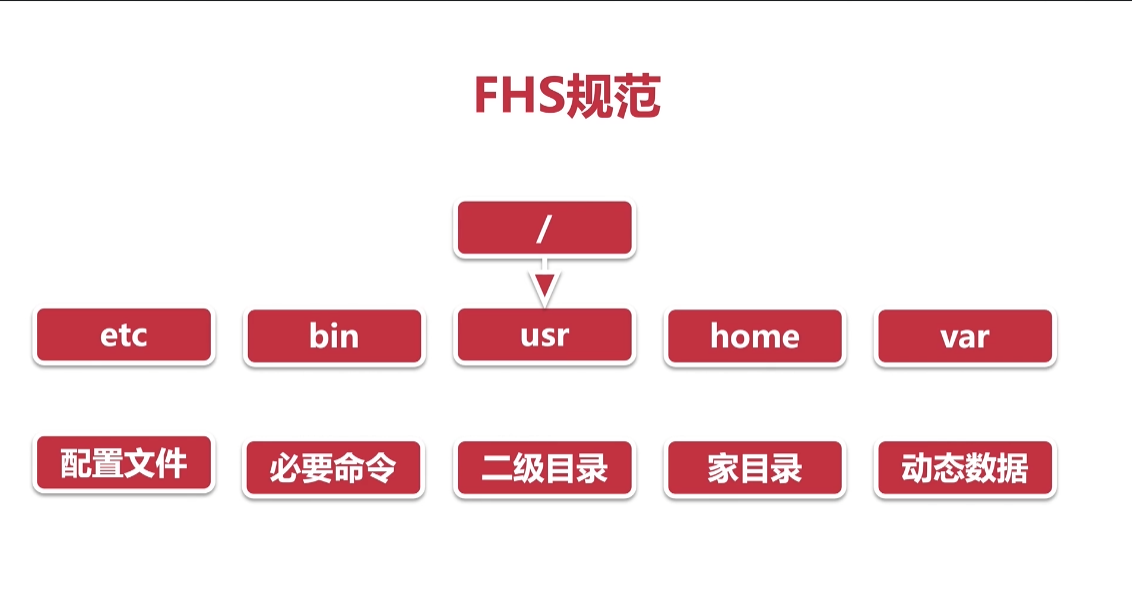 FHS规范
/
etc
bin
usr
home
var
配置文件
必要命令
二级目录
家目录
动态数据